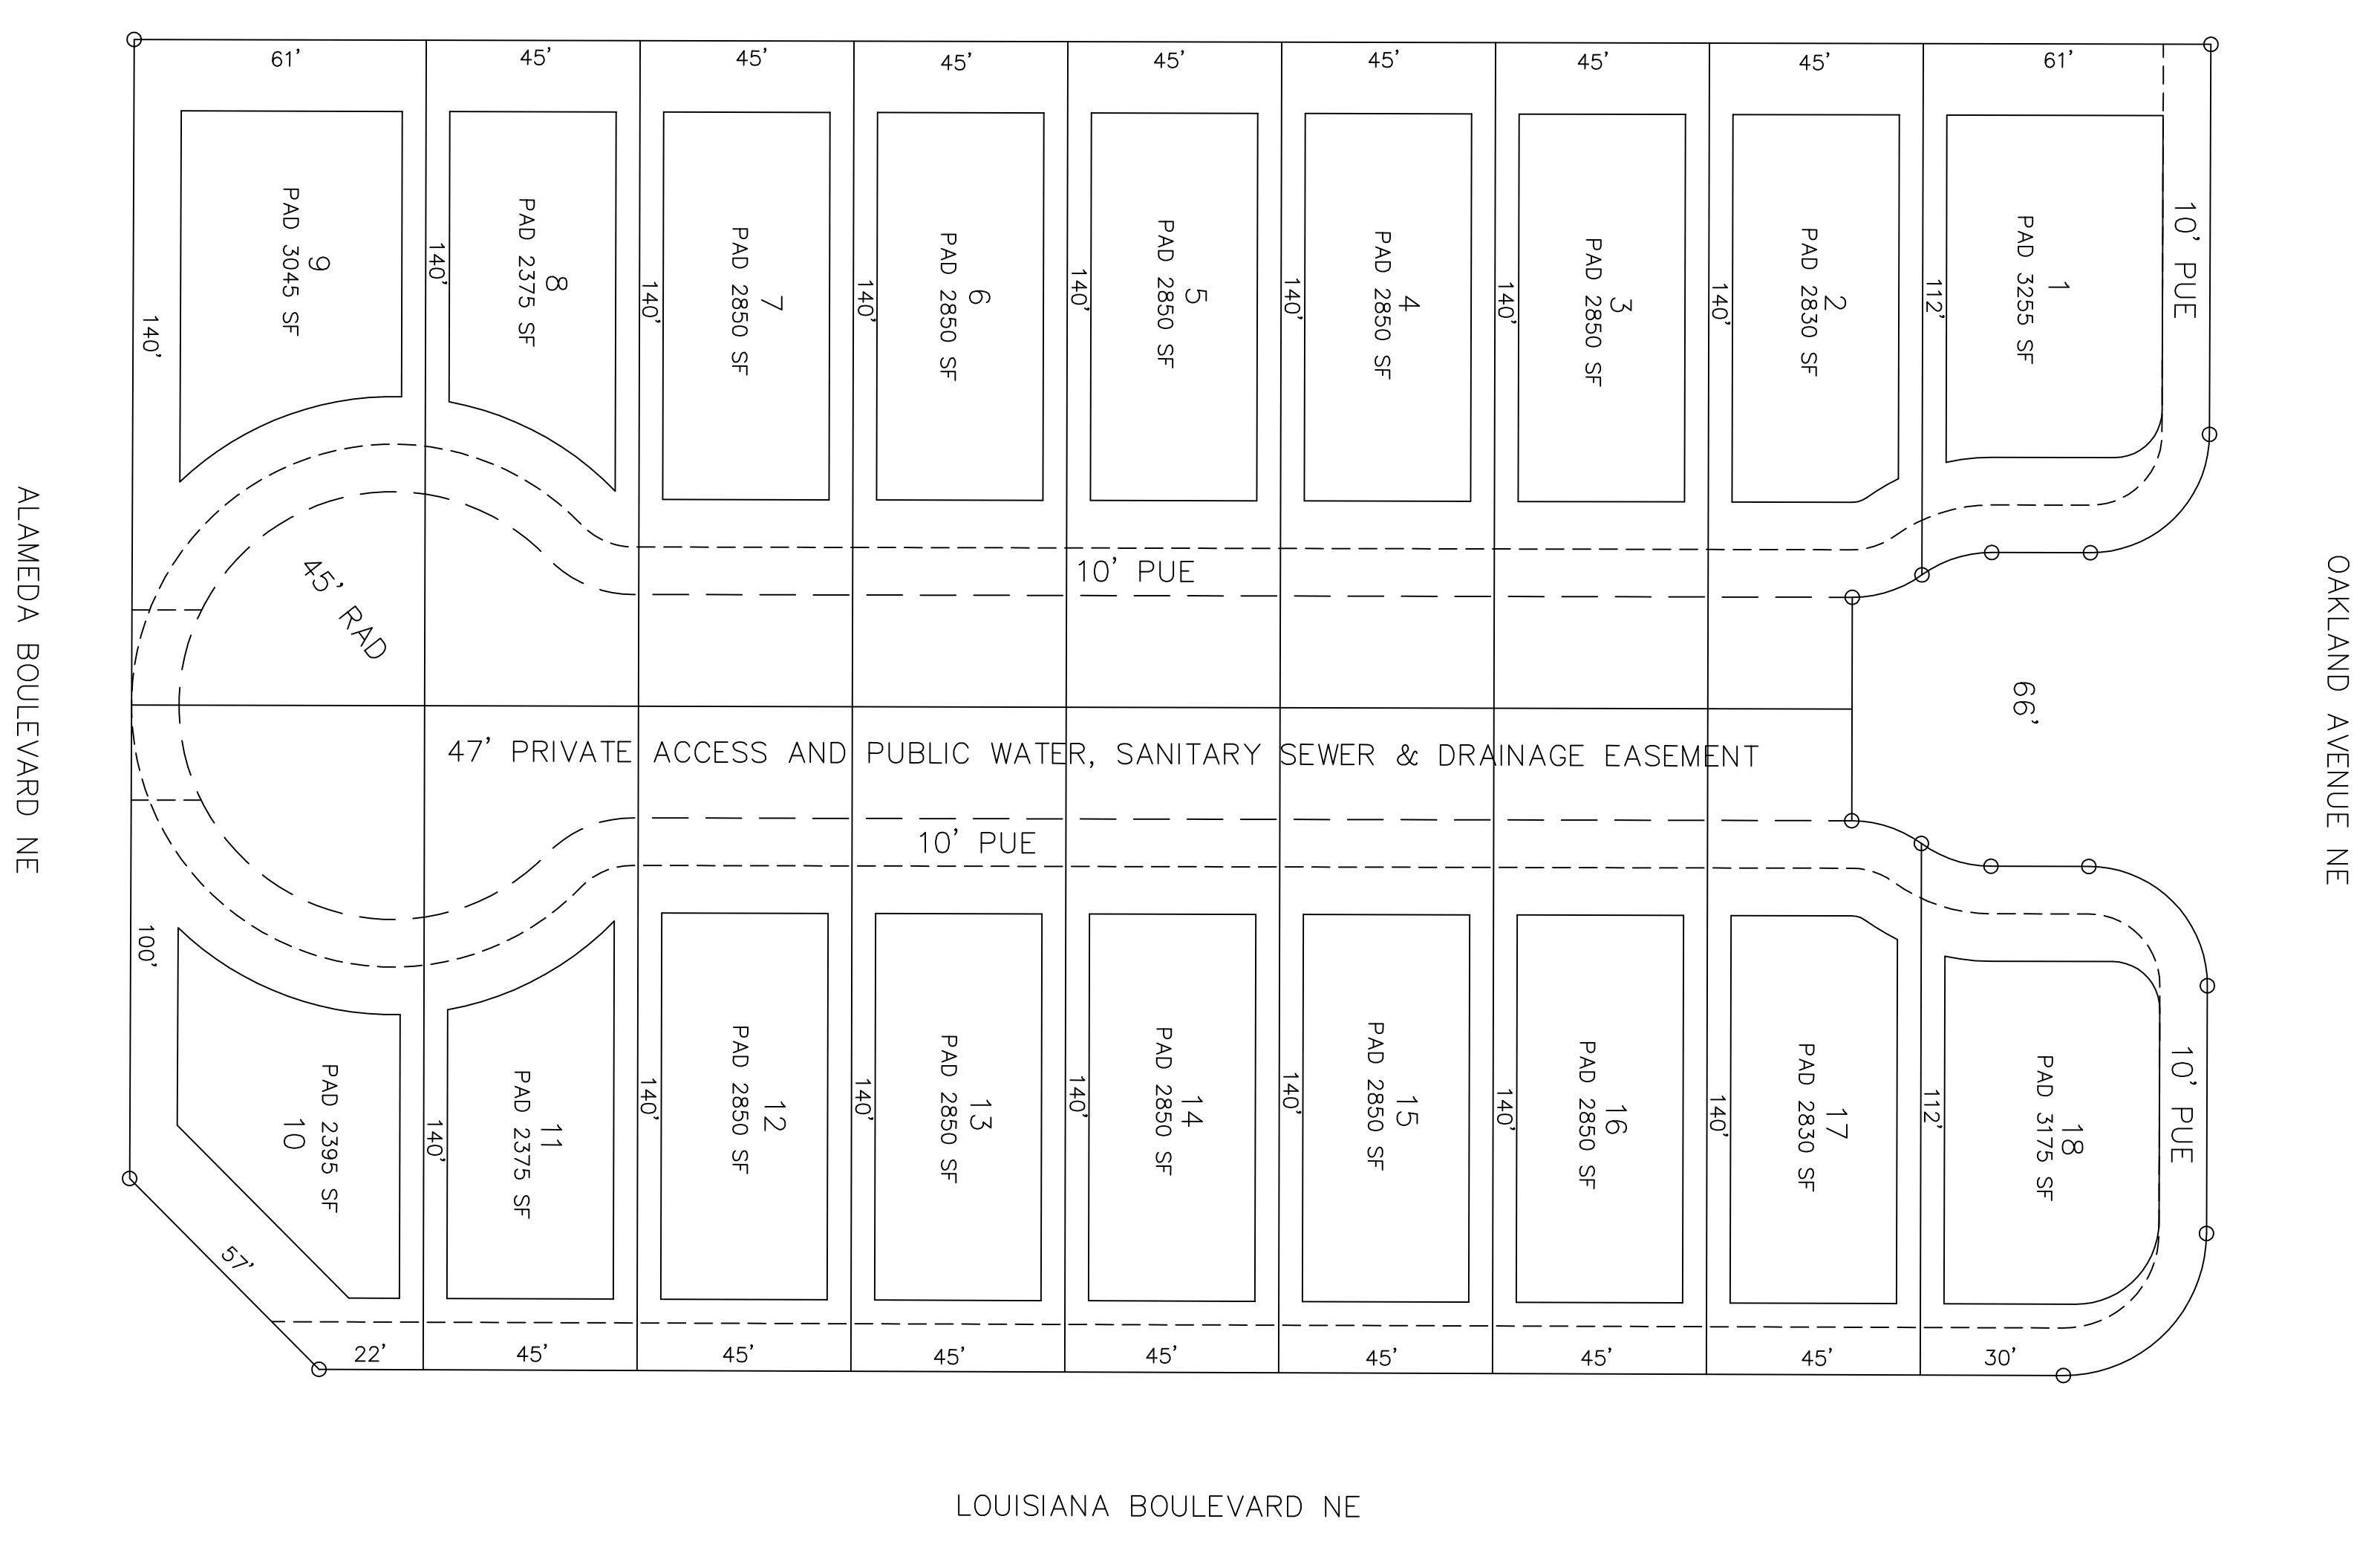 61'
45'
45'
45'
45'
45'
45'
45'
61'
9
PAD 3045 SF
8
PAD 2375 SF
7
PAD 2850 SF
6
PAD 2850 SF
5
PAD 2850 SF
4
PAD 2850 SF
3
PAD 2850 SF
2
PAD 2830 SF
1
PAD 3255 SF
10' PUE
140'
140'
140'
140'
140'
140'
140'
140'
112'
45' RAD
10' PUE
66'
47' PRIVATE ACCESS AND PUBLIC WATER, SANITARY SEWER & DRAINAGE EASEMENT
10' PUE
ALAMEDA BOULEVARD NE
OAKLAND AVENUE NE
100'
140'
140'
140'
140'
140'
140'
140'
112'
PAD 2395 SF
10
11
PAD 2375 SF
12
PAD 2850 SF
13
PAD 2850 SF
14
PAD 2850 SF
15
PAD 2850 SF
16
PAD 2850 SF
17
PAD 2830 SF
18
PAD 3175 SF
10' PUE
57'
22'
45'
45'
45'
45'
45'
45'
45'
30'
LOUISIANA BOULEVARD NE